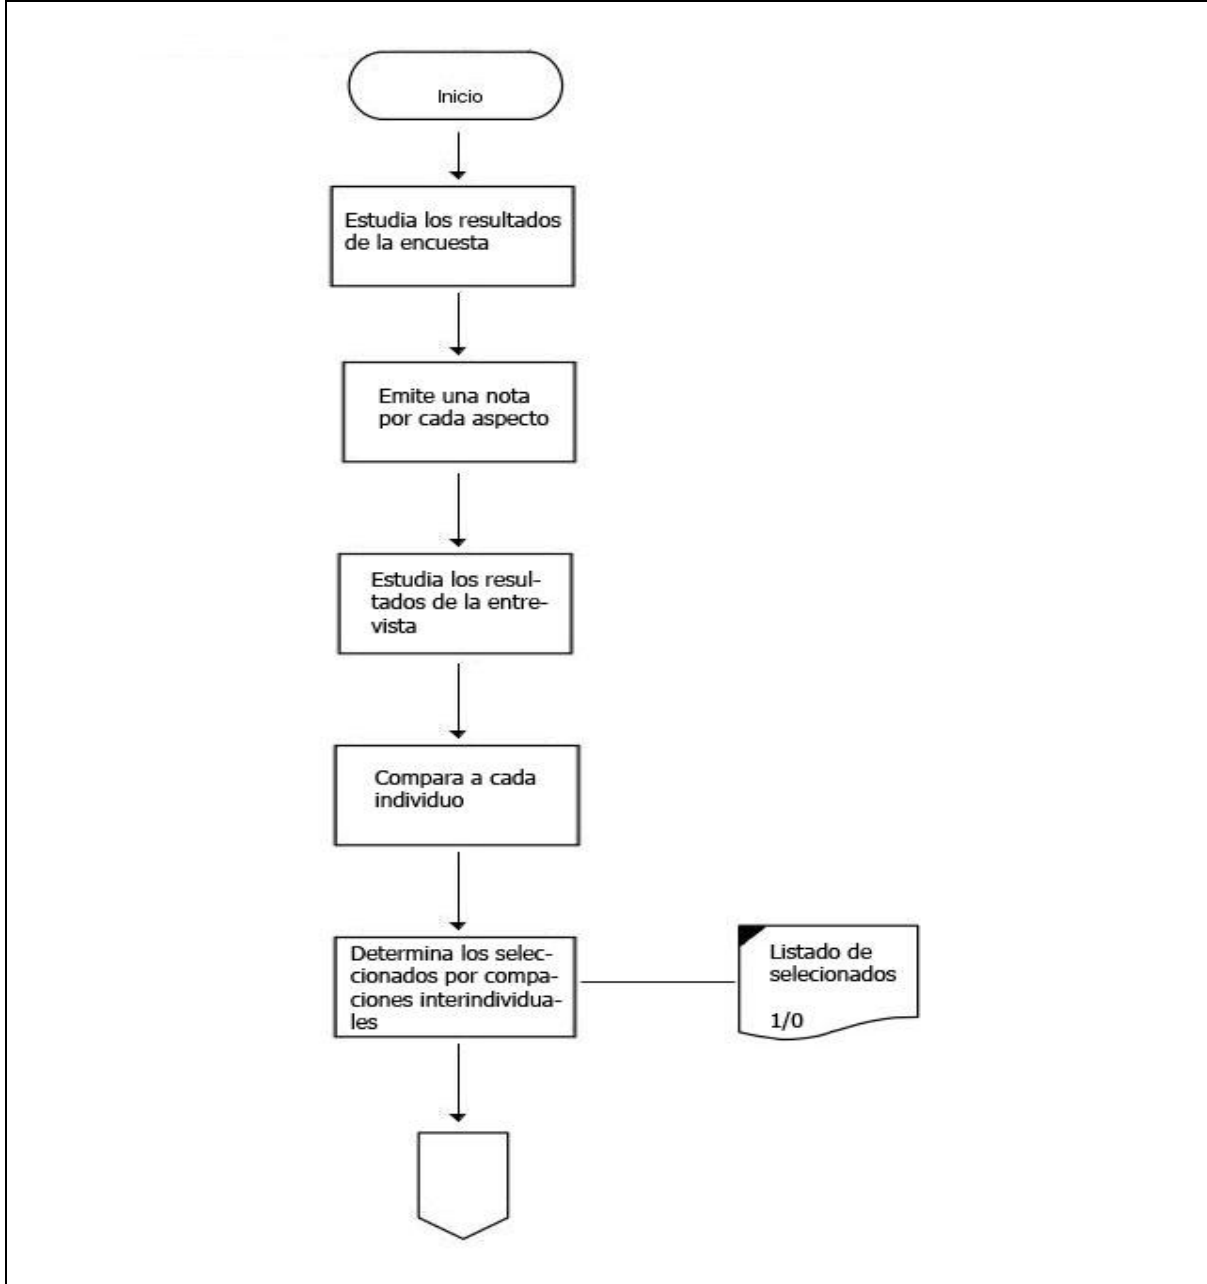 Inicio
Estudia los resultados
de la encuesta
Emite una nota
por cada aspecto
Estudia los resul-
tados de la entre-
vista
Compara a cada
individuo
Determina los selec-
cionados por compa-
ciones interindividua-
les
Listado de
selecionados
1/0